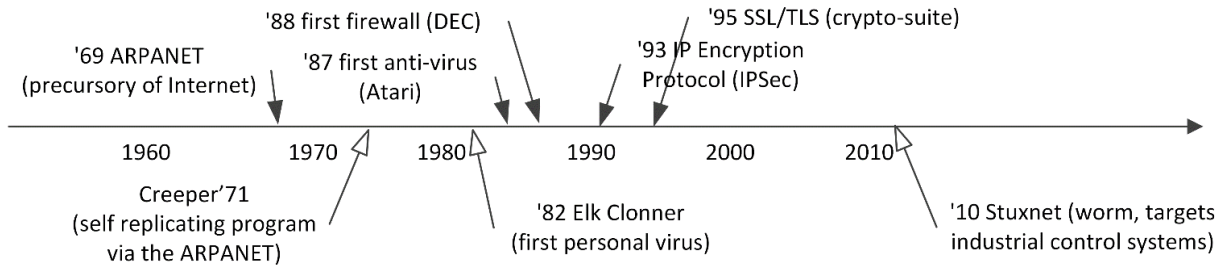 '95 SSL/TLS (crypto-suite)
'88 first firewall (DEC)
'93 IP Encryption
Protocol (IPSec)
'69 ARPANET
(precursory of Internet)
'87 first anti-virus
(Atari)
1960
1970
1980
1990
2000
2010
Creeper'71
(self replicating program
via the ARPANET)
'82 Elk Clonner
(first personal virus)
'10 Stuxnet (worm, targets
industrial control systems)